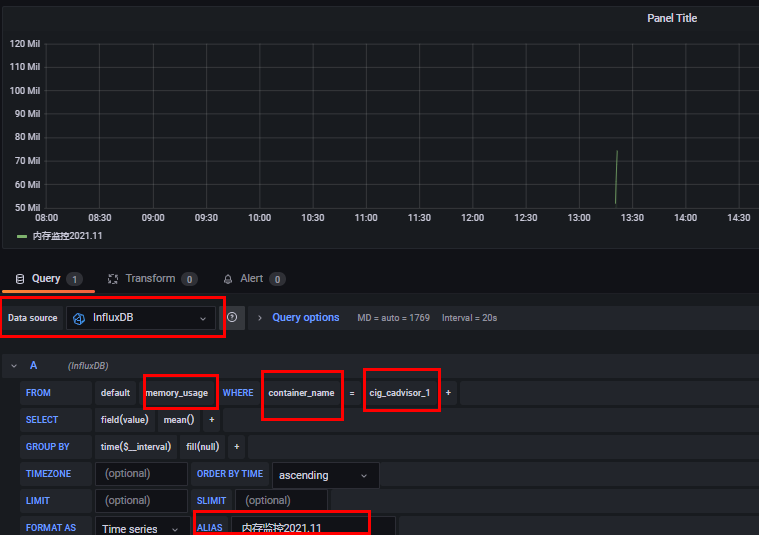 Panel Title
120 Mil
110 Mil
100 Mil
90 Mil
80 Mil
70 Mil
60 Mil
50 Mil
08:00 08:30 09:00 09:30 10:00 10:30 11:00 11:30 12:00 12:30 13:00 13:30 14:00 14:30
内存监控2021.11
Query 1 Transform 0 Alert 0
Data source InfluxDB Query options MD = auto = 1769 Interval = 20s
A (InfluxDB)
FROM default memory_usage WHERE container_name = cig_cadvisor_1 +
SELECT field(value) mean() +
GROUP BY time($__interval) fill(null) +
TIMEZONE (optional) ORDER BY TIME ascending
LIMIT (optional) SLIMIT (optional)
FORMAT AS Time series ALIAS 内存监控2021.11